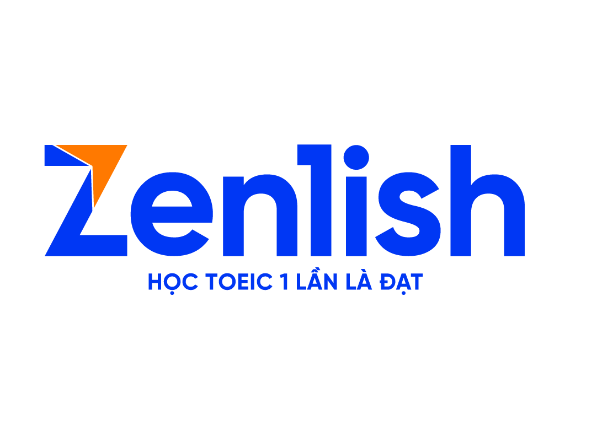 Zenlish
HỌC TOEIC 1 LẦN LÀ ĐẠT